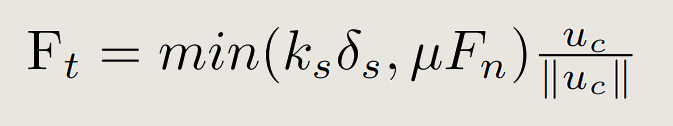 F_t = min(k_s δ_s, μF_n) u_c / ‖u_c‖